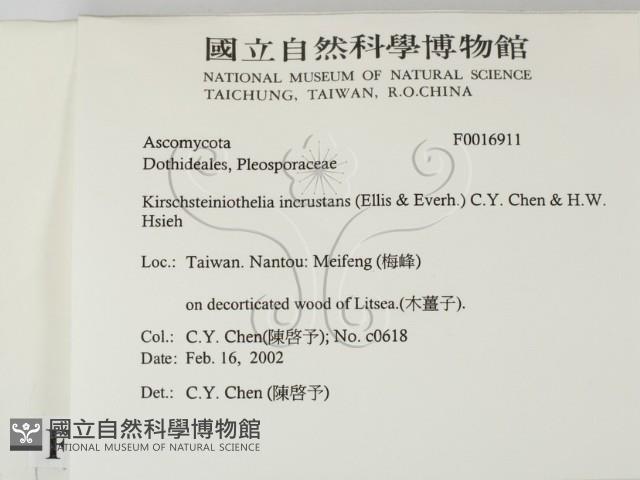 國立自然科學博物館
NATIONAL MUSEUM OF NATURAL SCIENCE
TAICHUNG, TAIWAN, R.O.CHINA
Ascomycota F0016911
Dothideales, Pleosporaceae
Kirschsteiniothelia incrustans (Ellis & Everh.) C.Y. Chen & H.W.
Hsieh
Loc.: Taiwan. Nantou: Meifeng (梅峰)
on decorticated wood of Litsea.(木薑子).
Col.: C.Y. Chen(陳啓予); No. c0618
Date: Feb. 16, 2002
Det.: C.Y. Chen (陳啓予)
F
國立自然科學博物館
NATIONAL MUSEUM OF NATURAL SCIENCE